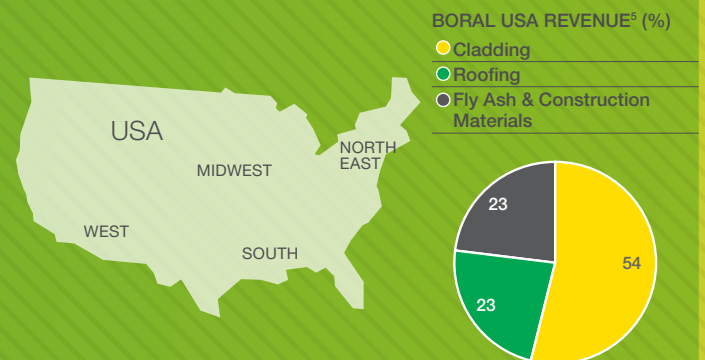 BORAL USA REVENUE⁵ (%)
Cladding
Roofing
Fly Ash & Construction
Materials
USA
NORTH
EAST
MIDWEST
WEST
SOUTH
23
54
23